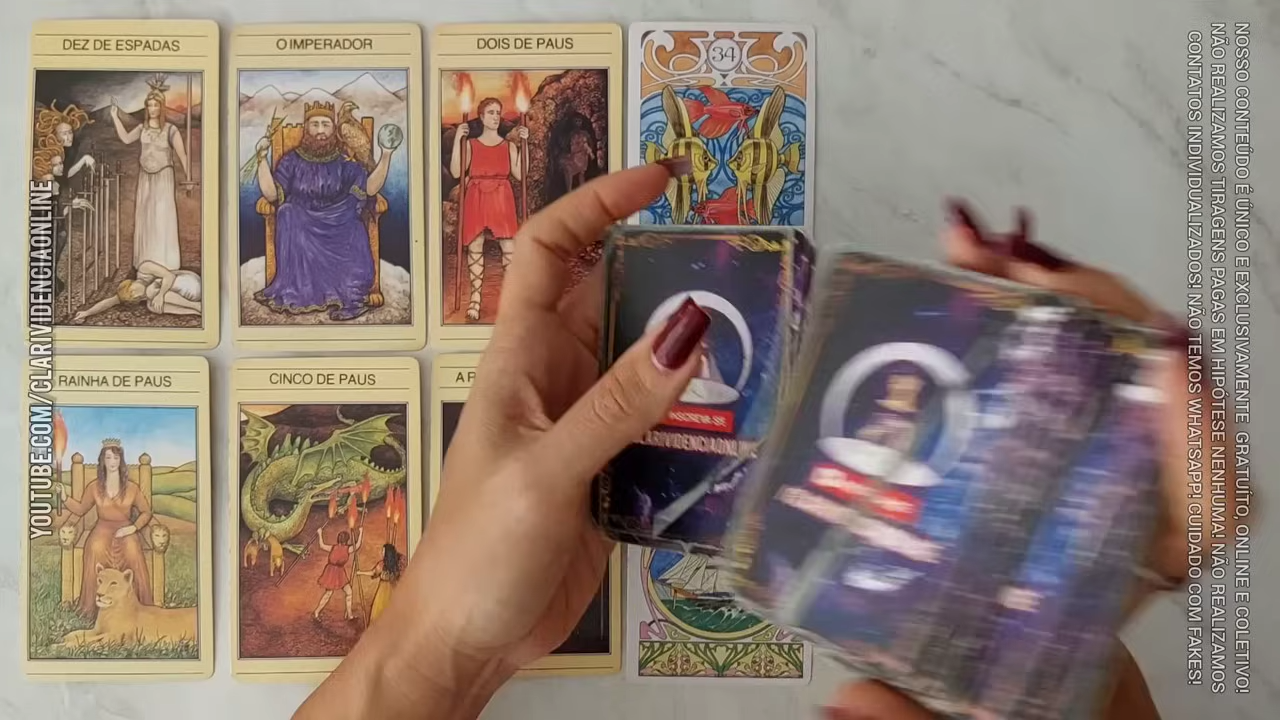 DEZ DE ESPADAS
O IMPERADOR
DOIS DE PAUS
34
RAINHA DE PAUS
CINCO DE PAUS
YOUTUBE.COM/CLARIVIDENCIAONLINE
CLARIVIDENCIAONLINE
NOSSO CONTEÚDO É ÚNICO E EXCLUSIVAMENTE GRATUÍTO, ONLINE E COLETIVO!
NÃO REALIZAMOS TIRAGENS PAGAS EM HIPÓTESE NENHUMA! NÃO REALIZAMOS
CONTATOS INDIVIDUALIZADOS! NÃO TEMOS WHATSAPP! CUIDADO COM FAKES!